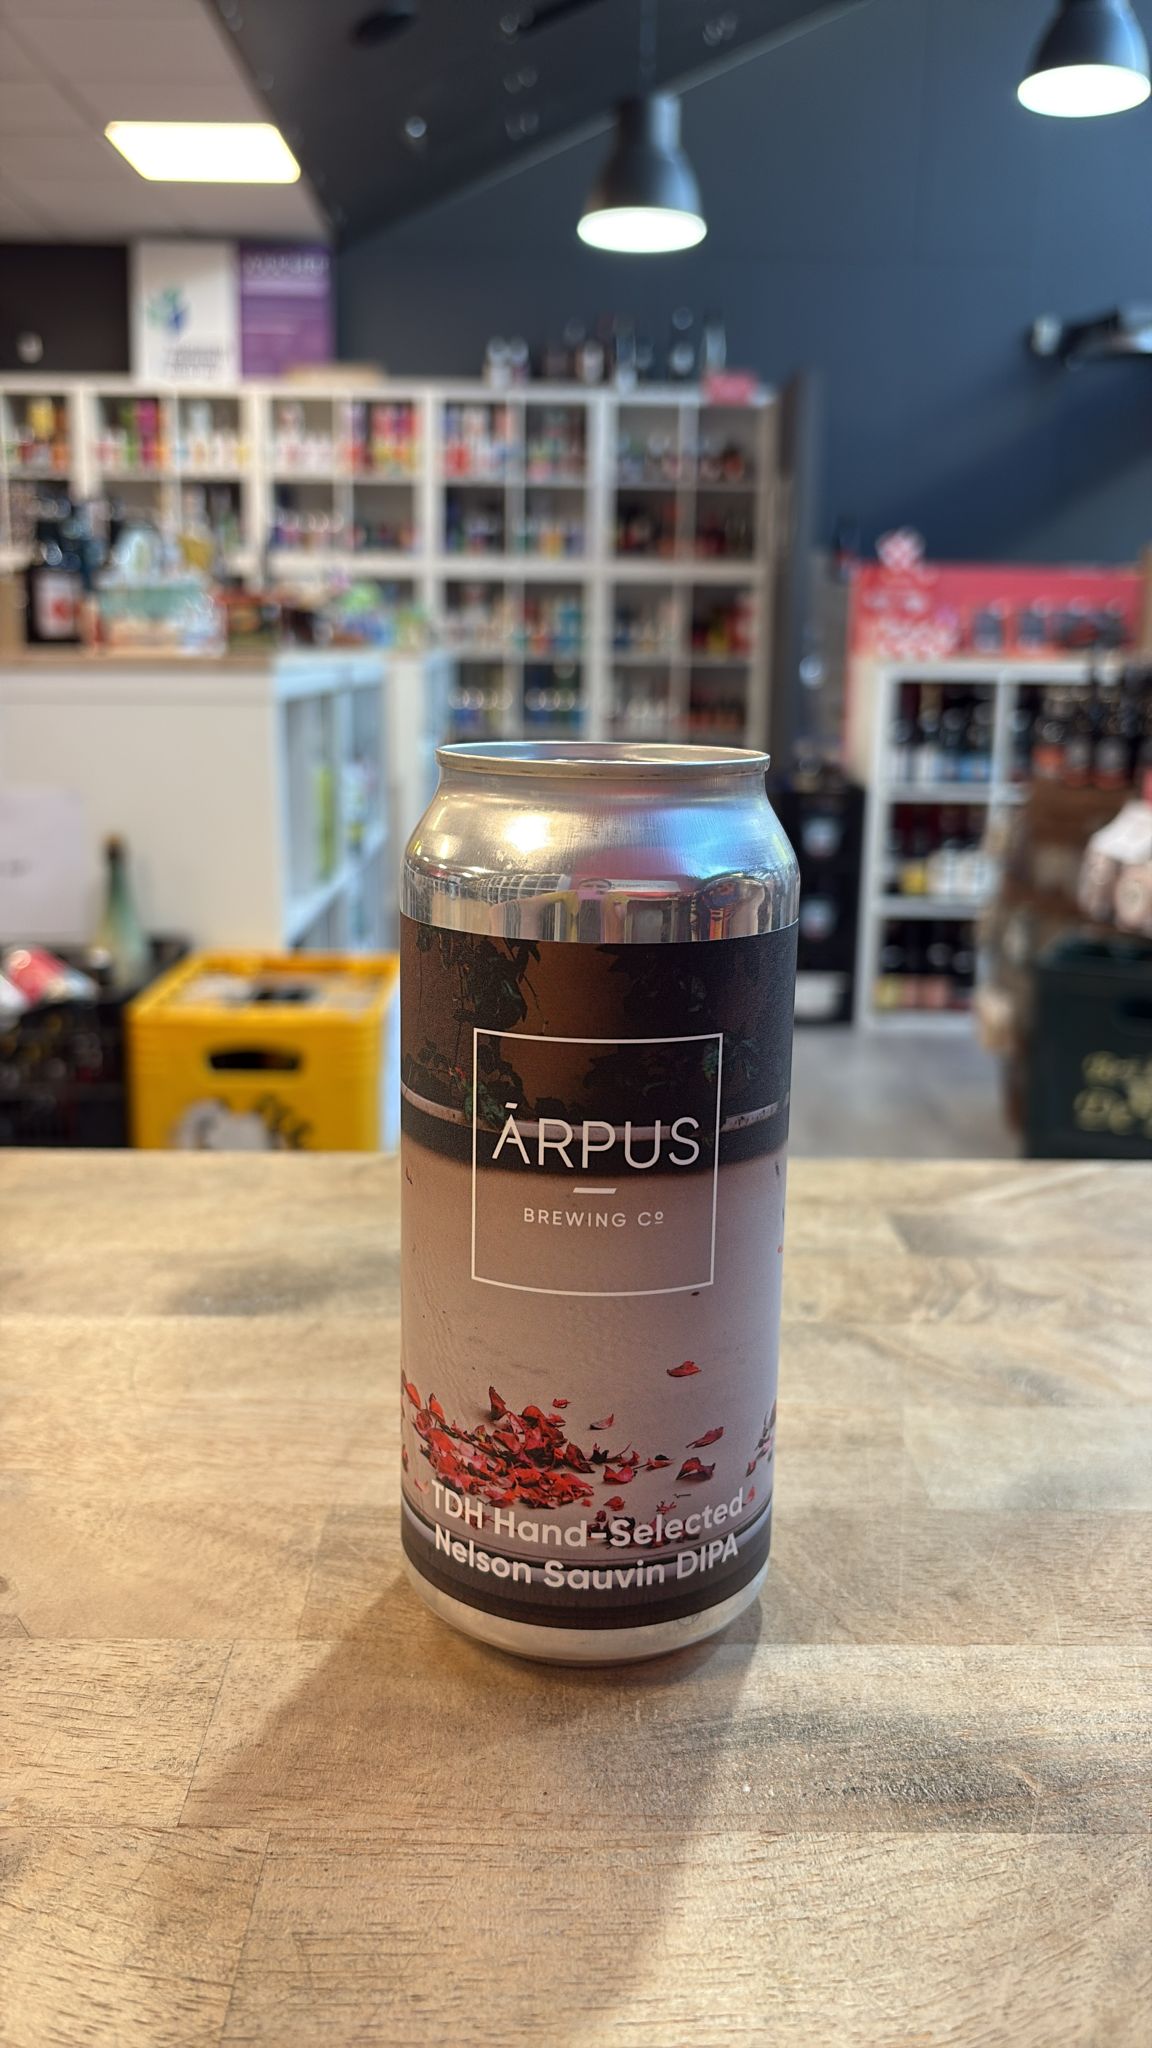 ĀRPUS
BREWING Cº
TDH Hand-Selected
Nelson Sauvin DIPA